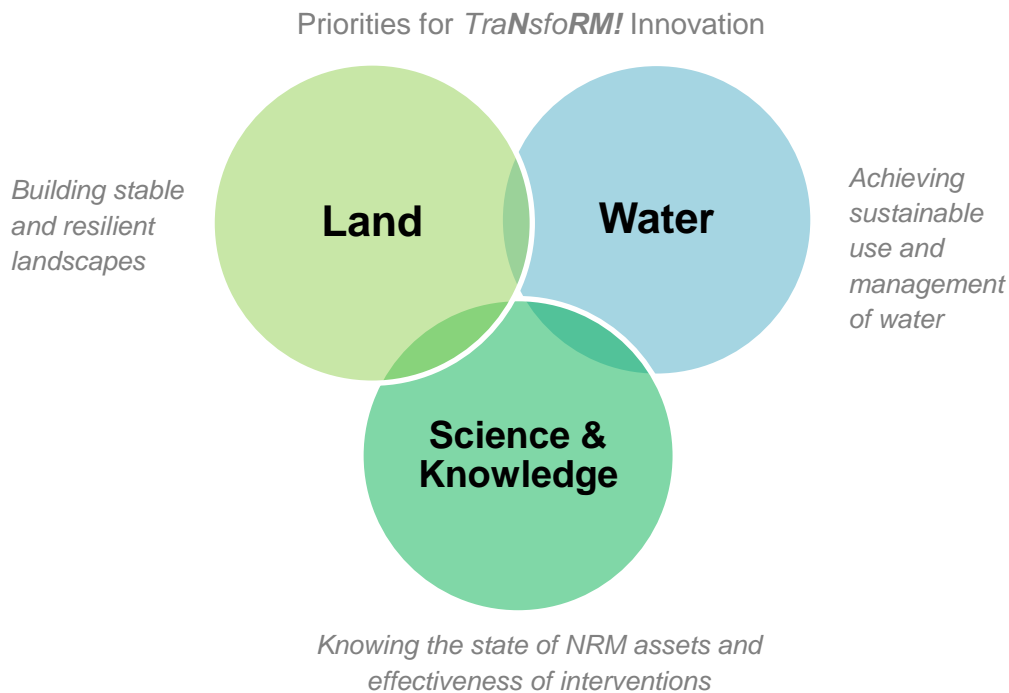 Priorities for TraNsfoRM! Innovation
Building stable
and resilient
landscapes
Land
Water
Achieving
sustainable
use and
management
of water
Science &
Knowledge
Knowing the state of NRM assets and
effectiveness of interventions